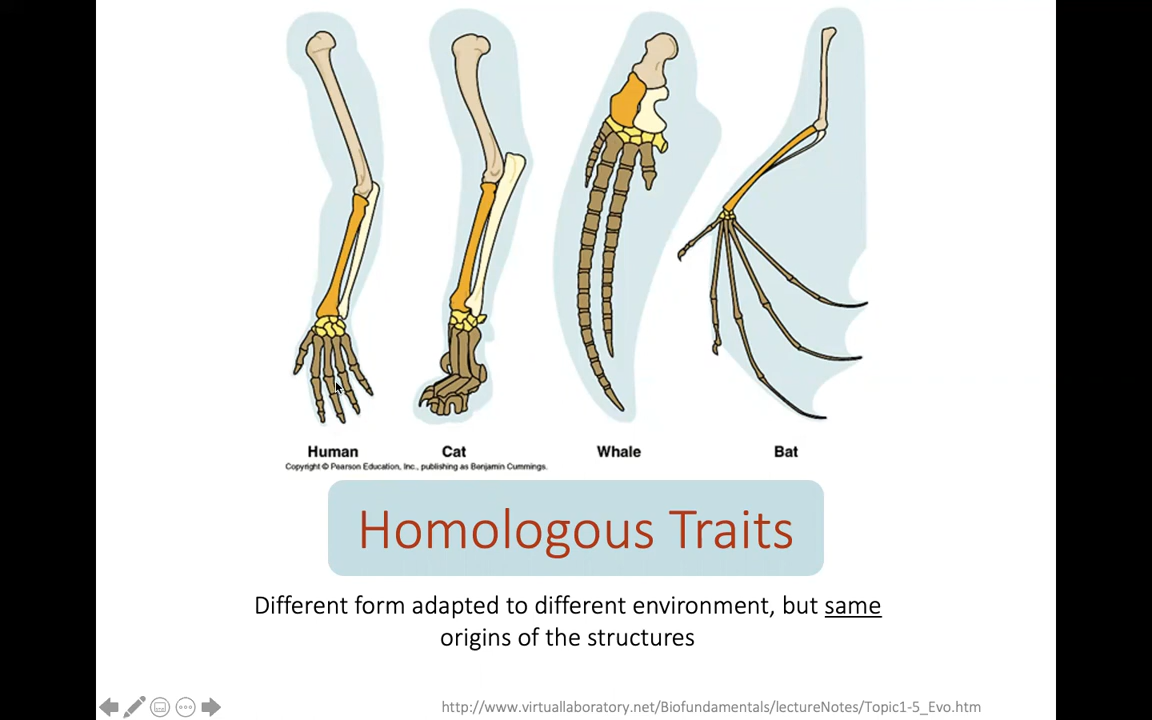 Human Cat Whale Bat
Copyright © Pearson Education, Inc., publishing as Benjamin Cummings.
Homologous Traits
Different form adapted to different environment, but same
origins of the structures
http://www.virtuallaboratory.net/Biofundamentals/lectureNotes/Topic1-5_Evo.htm